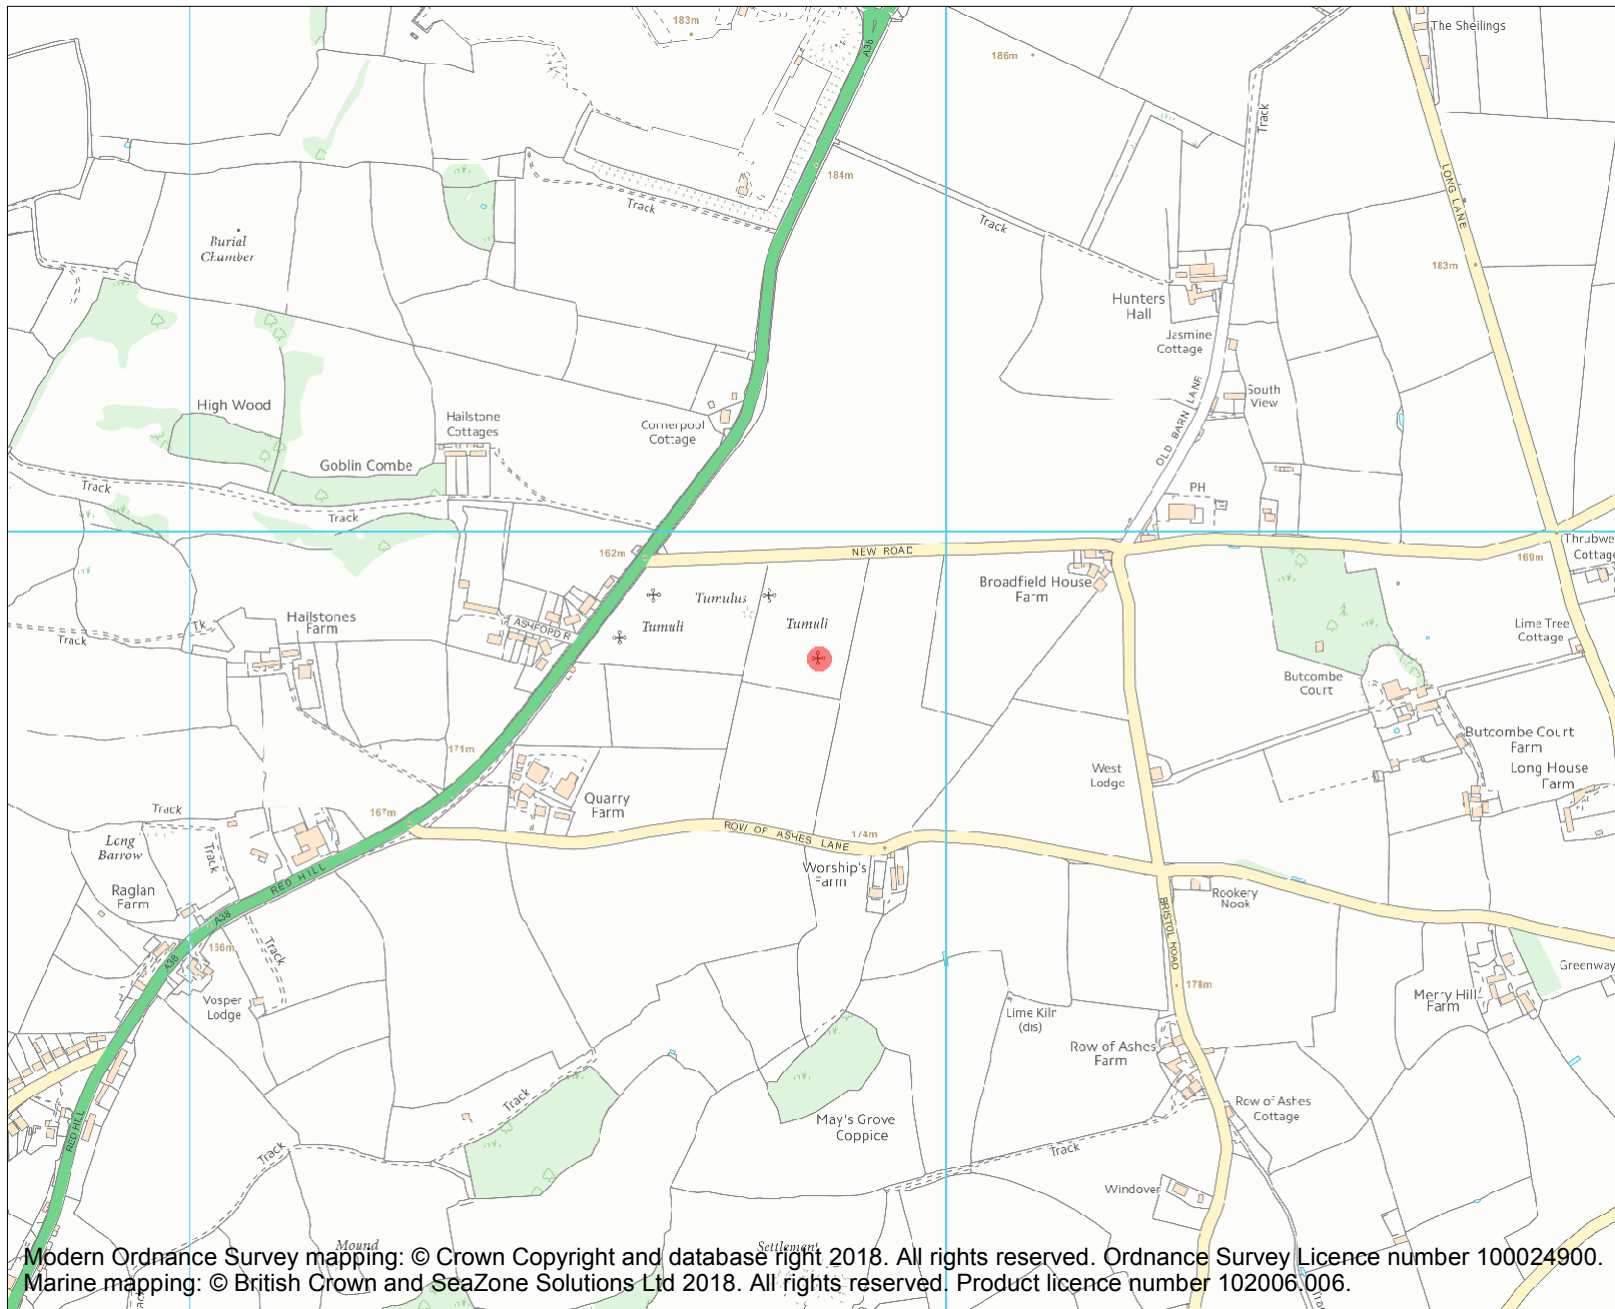 183m
The Sheilings
A38
186m
Track
184m
LONG LANE
Track
Track
Burial
Chamber
183m
Hunters
Hall
Jasmine
Cottage
OLD BARN LANE
South
View
High Wood
Hailstone
Cottages
Cornerpool
Cottage
Goblin Combe
Track
Track
PH
162m
NEW ROAD
169m
Cottage
Broadfield House
Farm
Tumulus
Tumuli
Tumuli
Hailstones
Farm
ASHFORD R
Tk
Track
Lime Tree
Cottage
Butcombe
Court
171m
Butcombe Court
Farm
West
Lodge
Long House
Farm
Quarry
Farm
Track
167m
Long
Barrow
Track
ROW OF ASHES LANE
174m
Worship's
Farm
RED HILL
Raglan
Farm
A38
Rookery
Nook
BRISTOL ROAD
156m
A38
Track
Greenway
Vosper
Lodge
178m
Merry Hill
Farm
Lime Kiln
(dis)
Row of Ashes
Farm
Track
Row of Ashes
Cottage
May's Grove
Coppice
RED HILL
Track
Track
Windover
Mound
Settlement
Modern Ordnance Survey mapping: © Crown Copyright and database right 2018. All rights reserved. Ordnance Survey Licence number 100024900.
Marine mapping: © British Crown and SeaZone Solutions Ltd 2018. All rights reserved. Product licence number 102006.006.